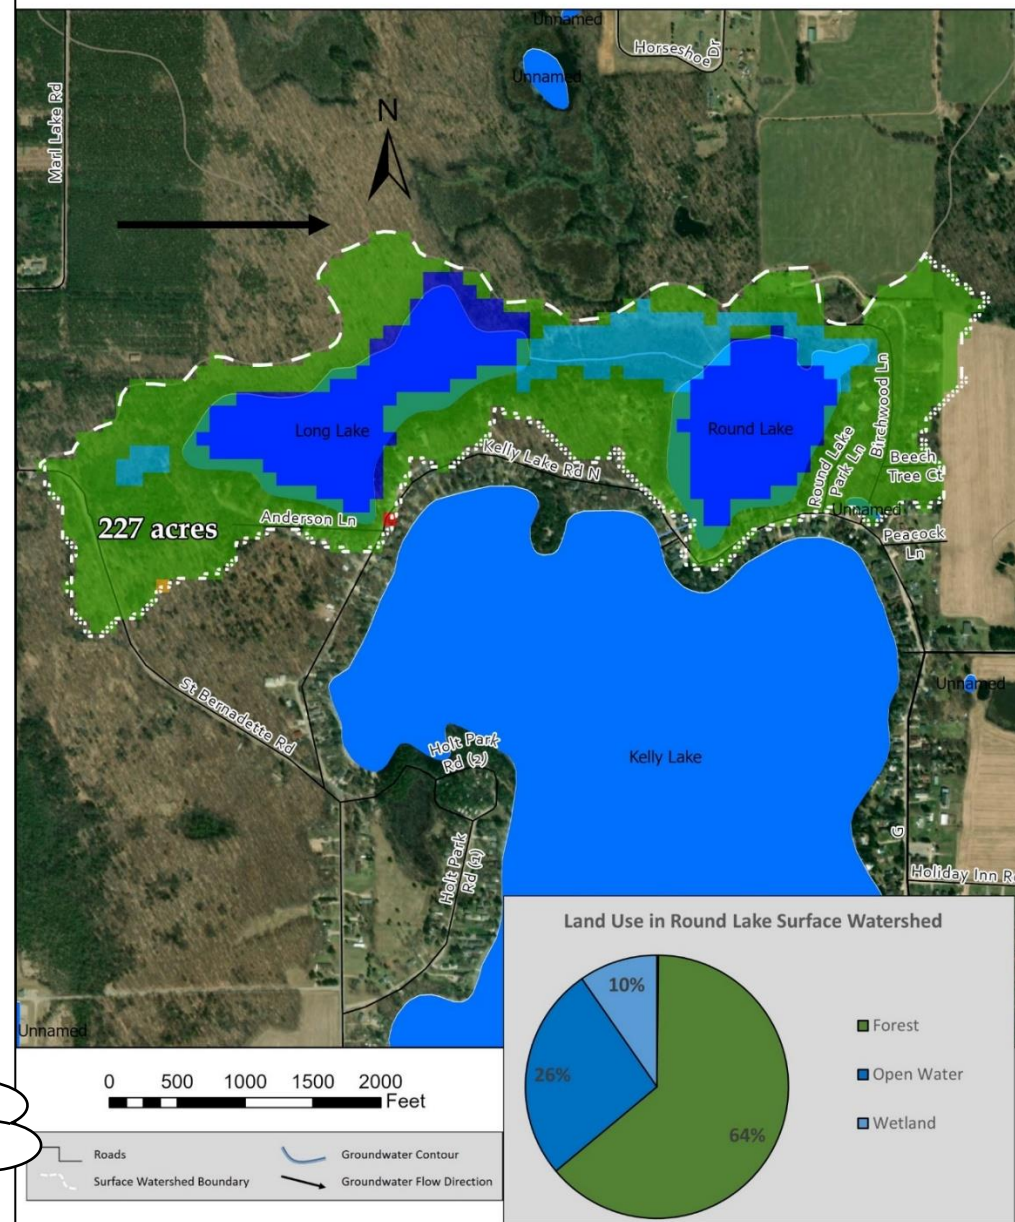 Unnamed
Horseshoe Dr
Unnamed
Marl Lake Rd
N
Long Lake
Round Lake
Kelly Lake Rd N
Round Lake
Park Ln
Birchwood Ln
Beech
Tree Ct
Anderson Ln
227 acres
Unnamed
Peacock
Ln
St Bernadette Rd
Unnamed
Holt Park
Rd (2)
Kelly Lake
Holt Park
Rd (1)
G
Holiday Inn R
Unnamed
Land Use in Round Lake Surface Watershed
10%
26%
64%
Forest
Open Water
Wetland
0 500 1000 1500 2000
Feet
Roads
Groundwater Contour
Surface Watershed Boundary
Groundwater Flow Direction